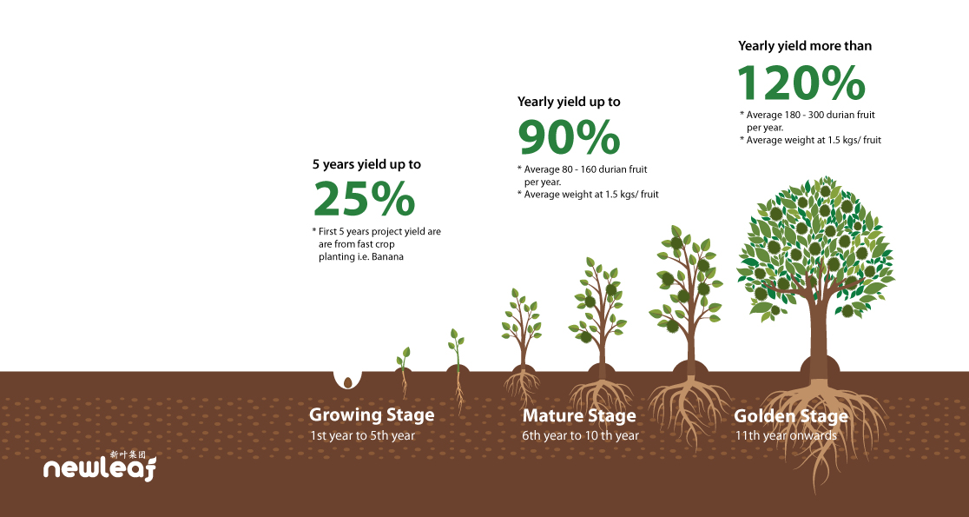 Yearly yield more than
120%
* Average 180 - 300 durian fruit
per year.
* Average weight at 1.5 kgs/ fruit
Yearly yield up to
90%
* Average 80 - 160 durian fruit
per year.
* Average weight at 1.5 kgs/ fruit
5 years yield up to
25%
* First 5 years project yield are
are from fast crop
planting i.e. Banana
Growing Stage
1st year to 5th year
Mature Stage
6th year to 10 th year
Golden Stage
11th year onwards
新叶集团
newleaf